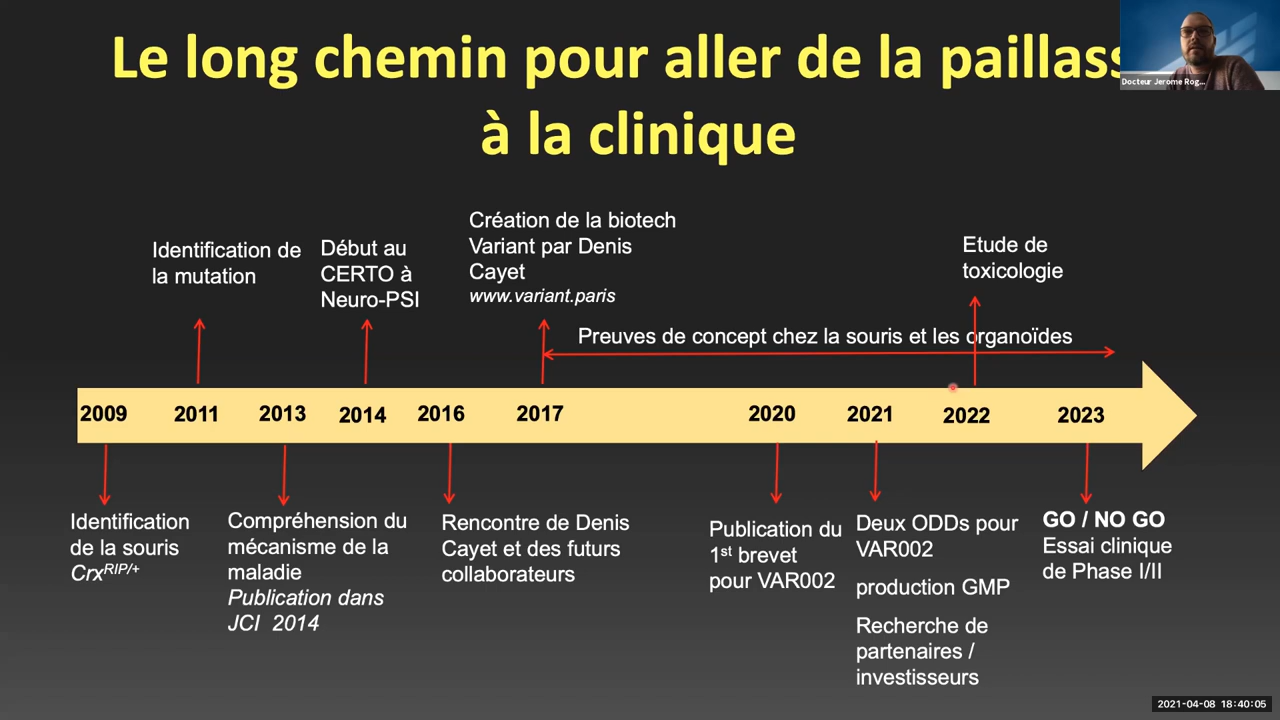 Le long chemin pour aller de la
à la clinique
Docteur Jerome Rog...
Création de la biotech
Variant par Denis
Cayet
www.variant.paris
Identification de
la mutation
Début au
CERTO à
Neuro-PSI
Etude de
toxicologie
Preuves de concept chez la souris et les organoïdes
2009 2011 2013 2014 2016 2017 2020 2021 2022 2023
Identification
de la souris
Crx^RIP/+
Compréhension du
mécanisme de la
maladie
Publication dans
JCI 2014
Rencontre de Denis
Cayet et des futurs
collaborateurs
Publication du
1st brevet
pour VAR002
Deux ODDs pour
VAR002
production GMP
Recherche de
partenaires /
investisseurs
GO / NO GO
Essai clinique
de Phase I/II
2021-04-08 18:40:05